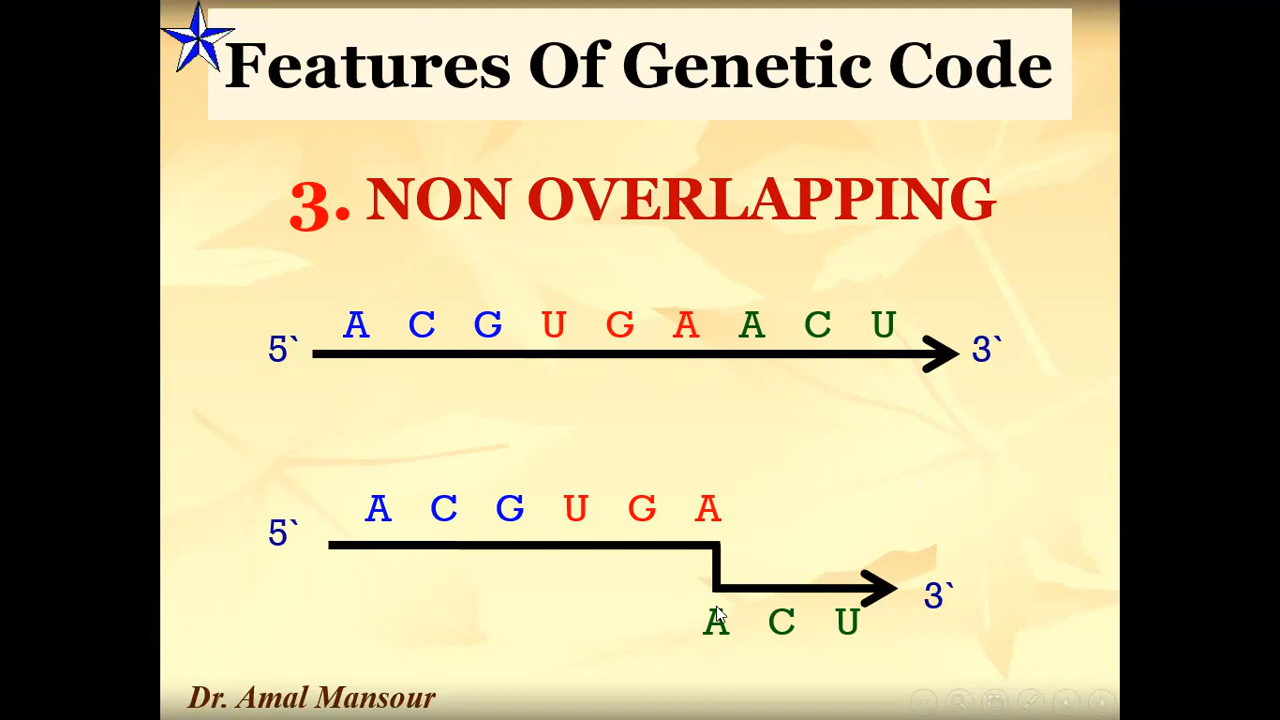 Features Of Genetic Code
3. NON OVERLAPPING
5` A C G U G A A C U 3`
5` A C G U G A
A C U 3`
Dr. Amal Mansour